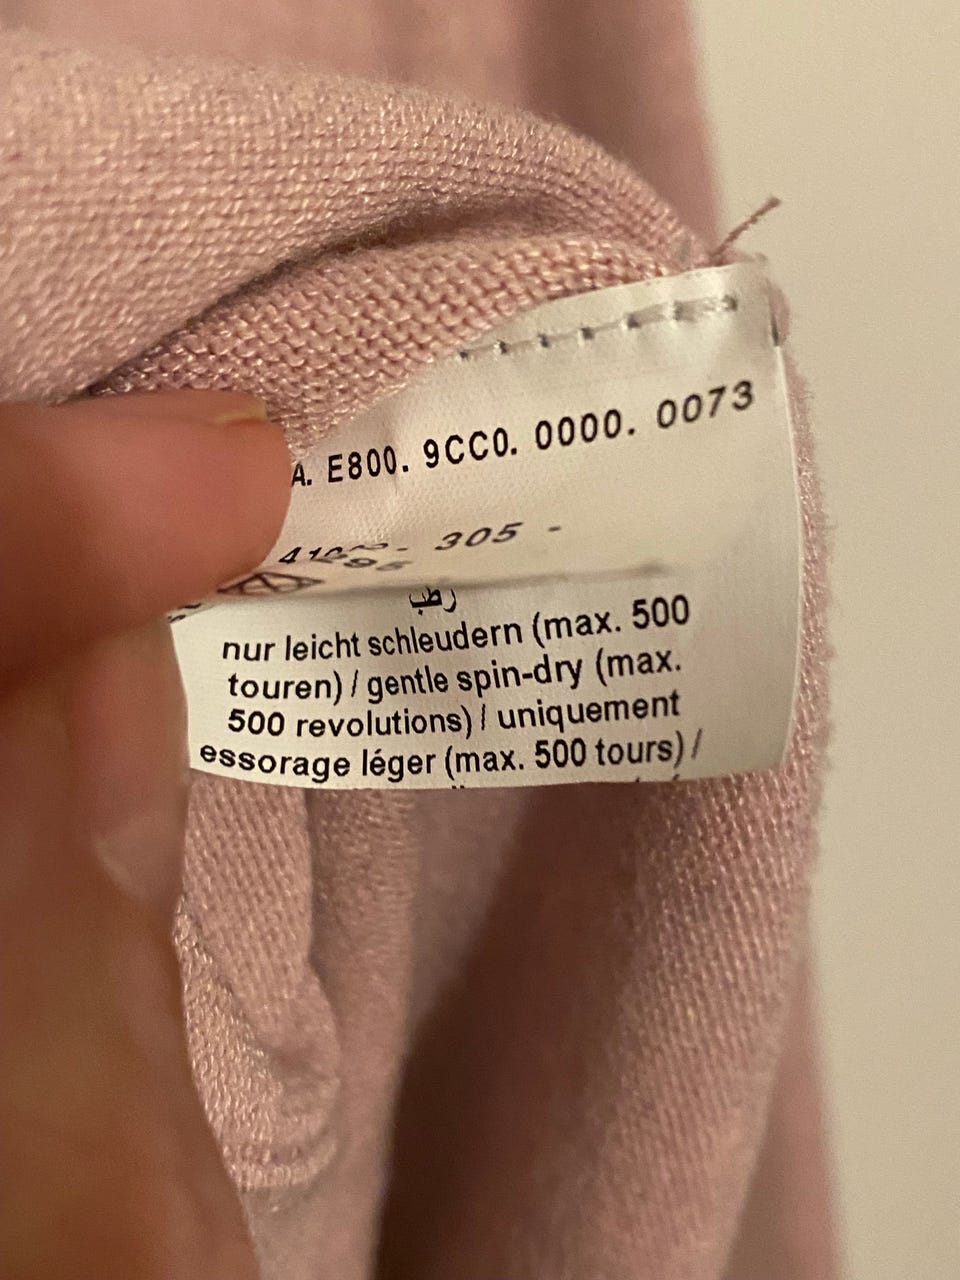 A. E800. 9CC0. 0000. 0073
305 -
رطب
nur leicht schleudern (max. 500
touren) / gentle spin-dry (max.
500 revolutions) / uniquement
essorage léger (max. 500 tours) /